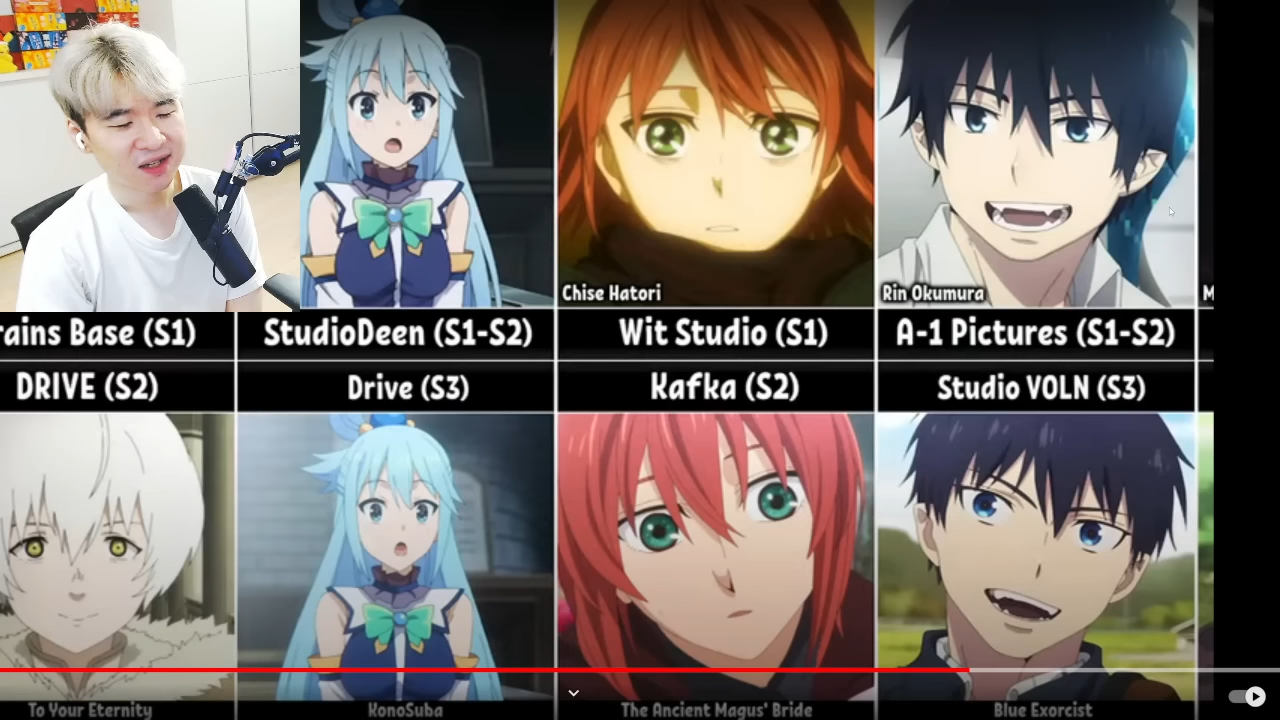 Chise Hatori
Rin Okumura
M
rains Base (S1)
StudioDeen (S1-S2)
Wit Studio (S1)
A-1 Pictures (S1-S2)
DRIVE (S2)
Drive (S3)
Kafka (S2)
Studio VOLN (S3)
To Your Eternity
KonoSuba
The Ancient Magus' Bride
Blue Exorcist